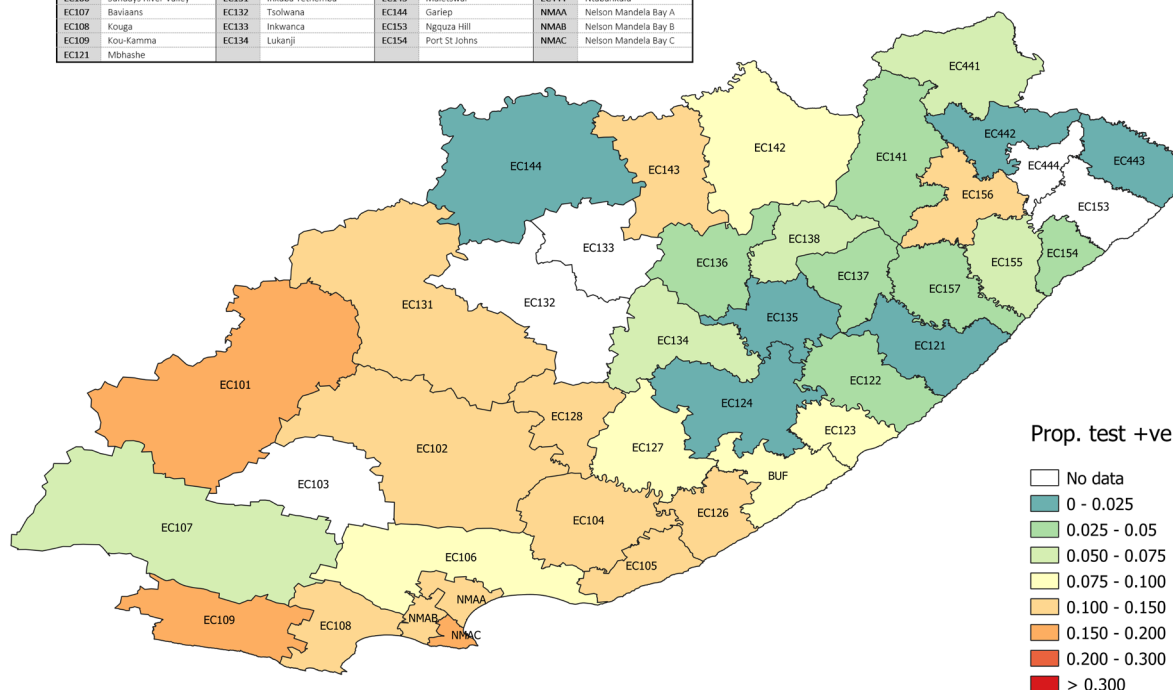 EC107 Baviaans EC132 Tsolwana EC144 Gariep NMAA Nelson Mandela Bay A
EC108 Kouga EC133 Inkwanca EC153 Ngquza Hill NMAB Nelson Mandela Bay B
EC109 Kou-Kamma EC134 Lukanji EC154 Port St Johns NMAC Nelson Mandela Bay C
EC121 Mbhashe
EC441
EC442
EC443
EC444
EC142
EC141
EC144
EC143
EC156
EC153
EC133
EC138
EC136
EC137
EC154
EC155
EC157
EC131
EC132
EC135
EC134
EC121
EC101
EC122
EC124
EC128
EC123
EC102
EC127
BUF
EC103
EC126
EC104
EC107
EC106
EC105
NMAA
EC109
EC108
NMAB
NMAC
Prop. test +ve
No data
0 - 0.025
0.025 - 0.05
0.050 - 0.075
0.075 - 0.100
0.100 - 0.150
0.150 - 0.200
0.200 - 0.300
> 0.300